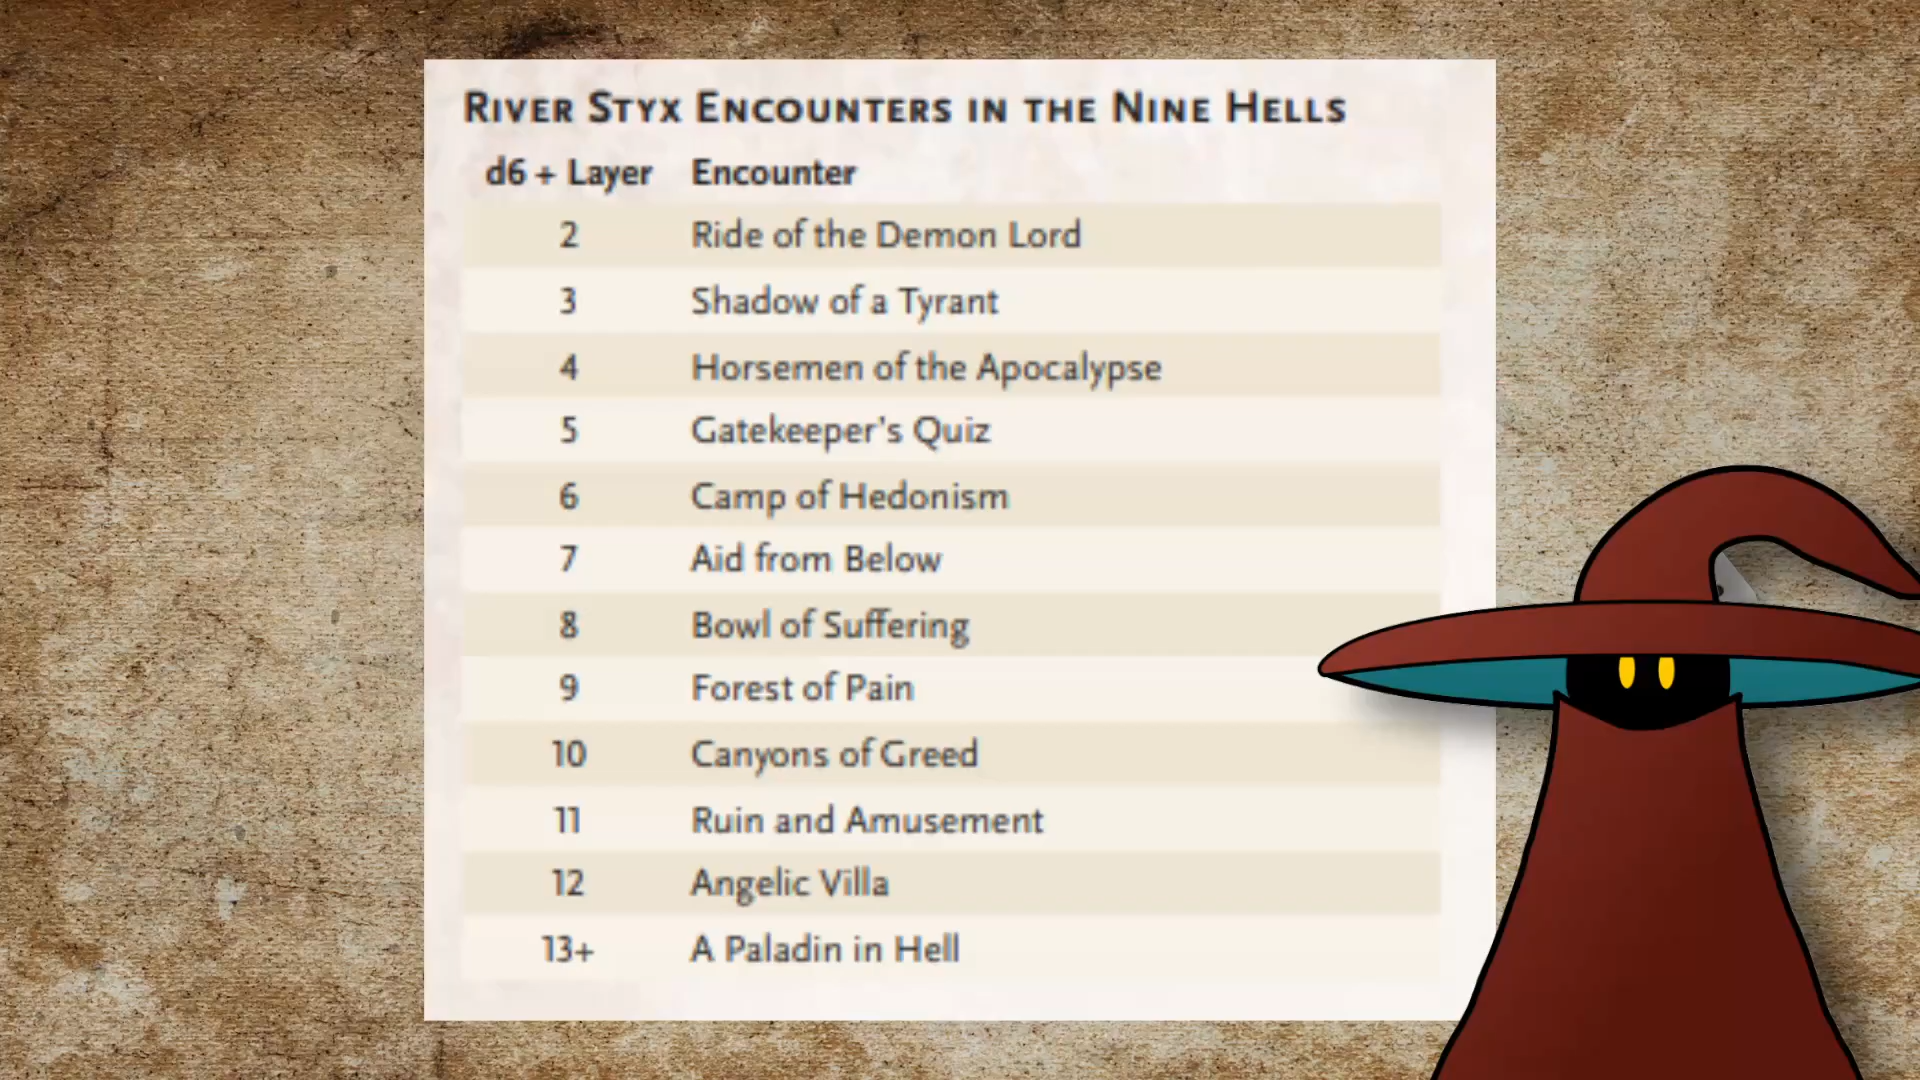 River Styx Encounters in the Nine Hells
d6 + Layer Encounter
2 Ride of the Demon Lord
3 Shadow of a Tyrant
4 Horsemen of the Apocalypse
5 Gatekeeper's Quiz
6 Camp of Hedonism
7 Aid from Below
8 Bowl of Suffering
9 Forest of Pain
10 Canyons of Greed
11 Ruin and Amusement
12 Angelic Villa
13+ A Paladin in Hell